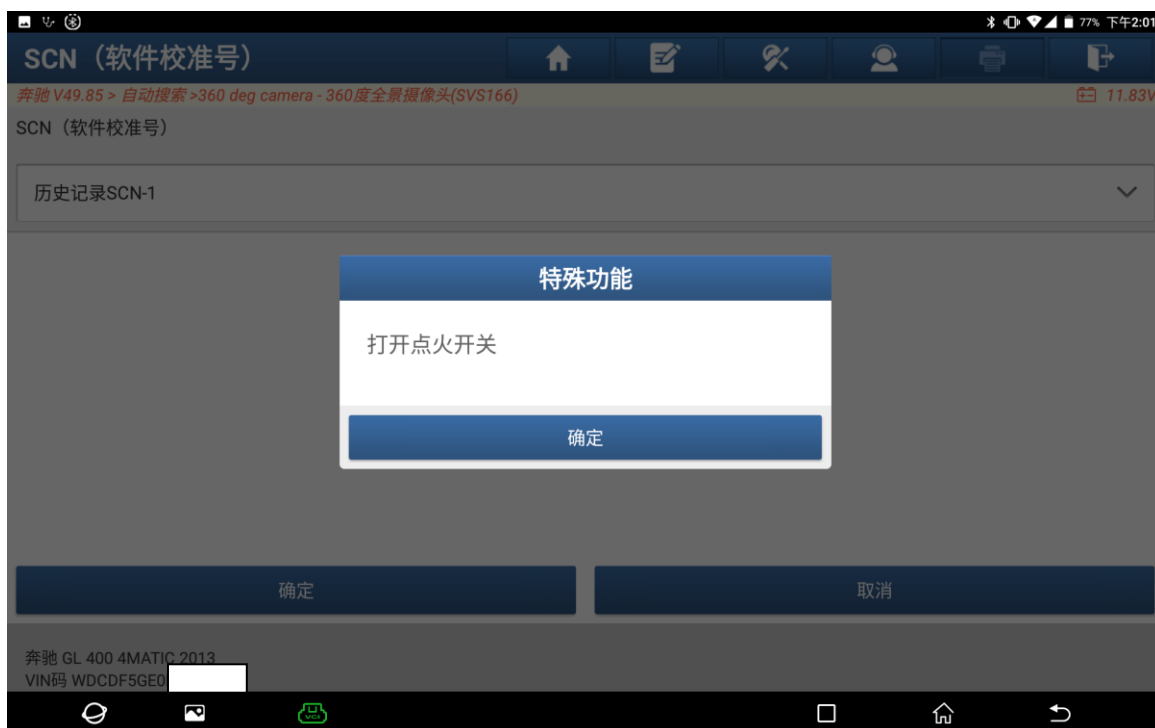 77% 下午2:01
SCN（软件校准号）
奔驰 V49.85 > 自动搜索 >360 deg camera - 360度全景摄像头(SVS166)
11.83V
SCN（软件校准号）
历史记录SCN-1
特殊功能
打开点火开关
确定
确定
取消
奔驰 GL 400 4MATIC 2013
VIN码 WDCDF5GE0
VCI